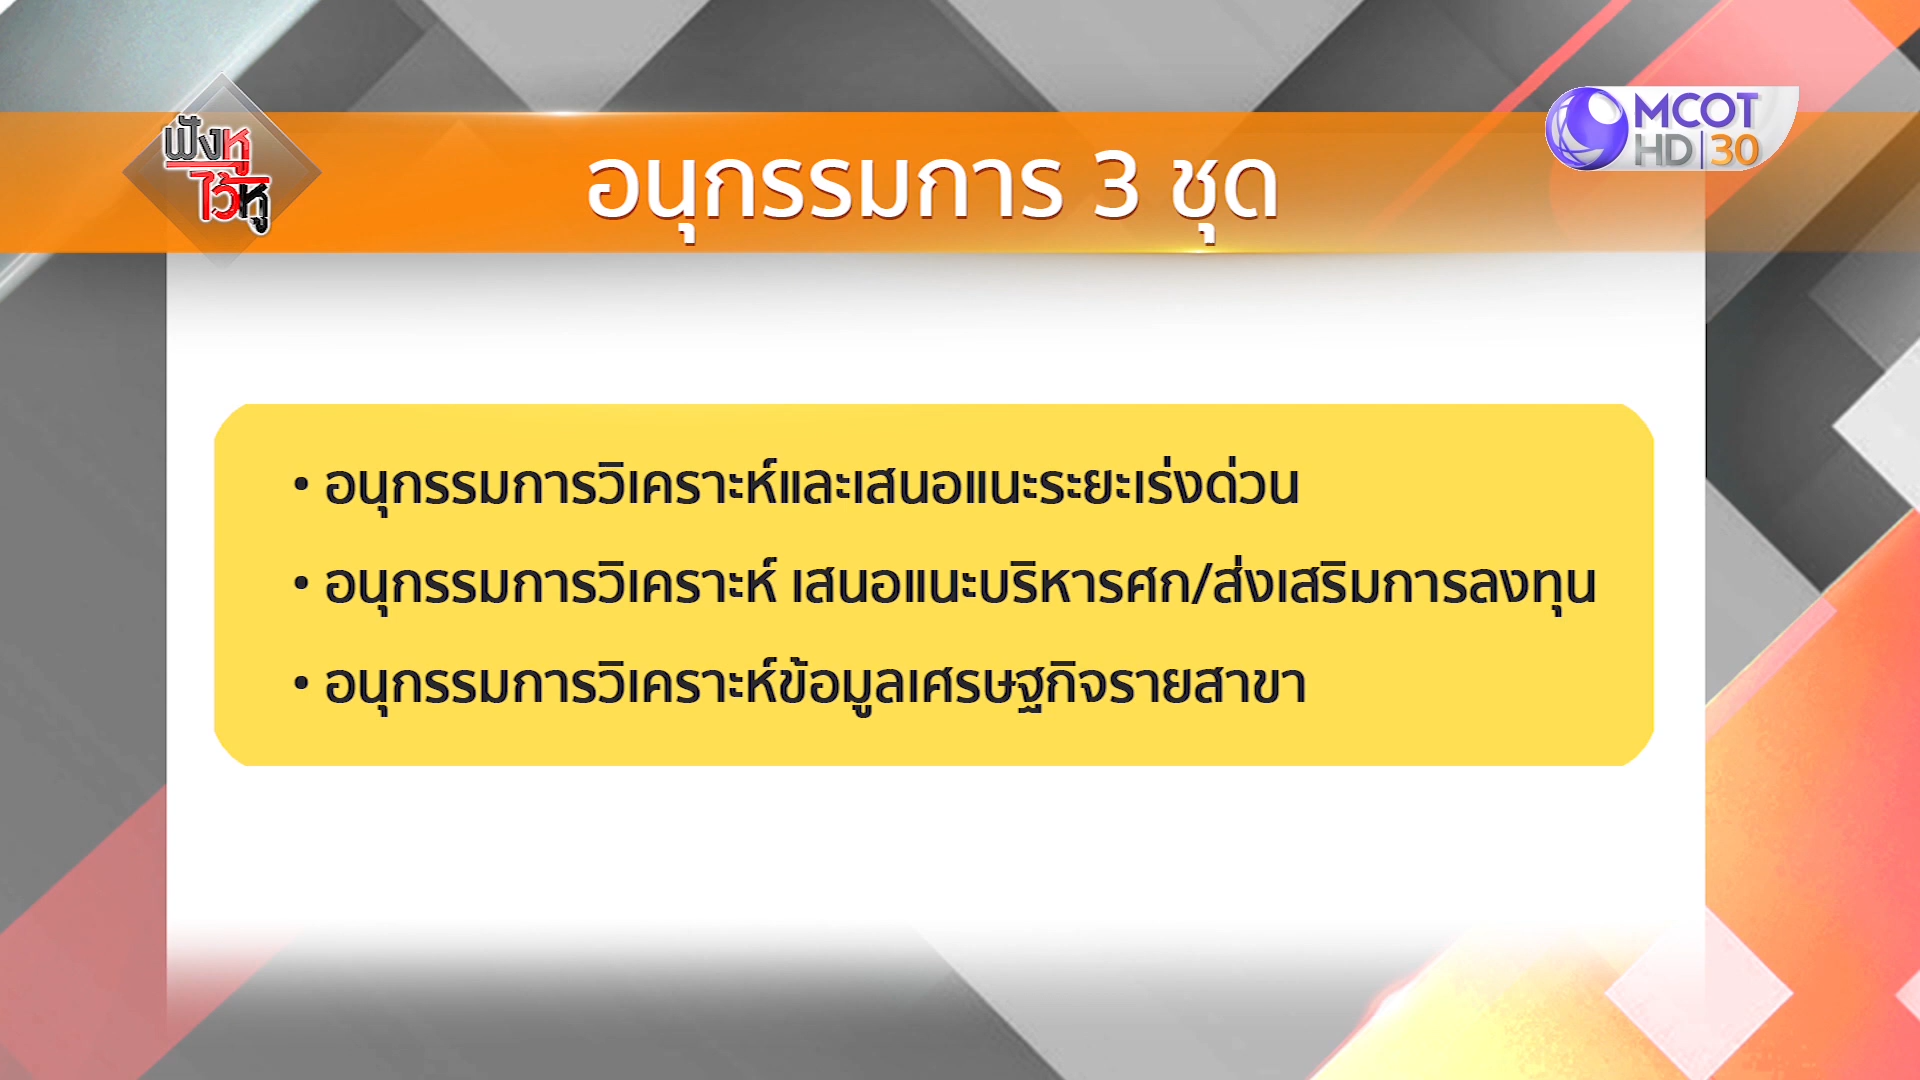 ฟังหู
ไว้หู
MCOT
HD 30
อนุกรรมการ 3 ชุด
• อนุกรรมการวิเคราะห์และเสนอแนะระยะเร่งด่วน
• อนุกรรมการวิเคราะห์ เสนอแนะบริหารศก/ส่งเสริมการลงทุน
• อนุกรรมการวิเคราะห์ข้อมูลเศรษฐกิจรายสาขา